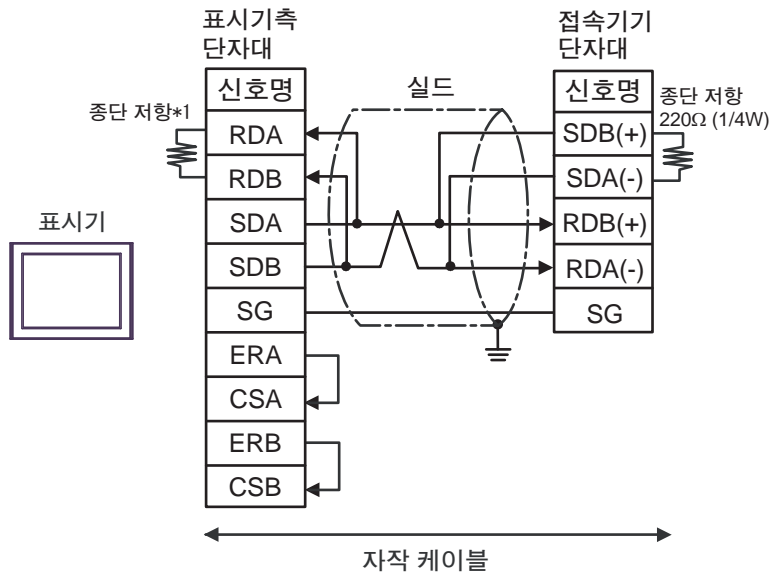 표시기측
단자대
접속기기
단자대
신호명
실드
신호명
종단 저항*1
종단 저항
220Ω (1/4W)
RDA
SDB(+)
RDB
SDA(-)
표시기
SDA
RDB(+)
SDB
RDA(-)
SG
SG
ERA
CSA
ERB
CSB
자작 케이블